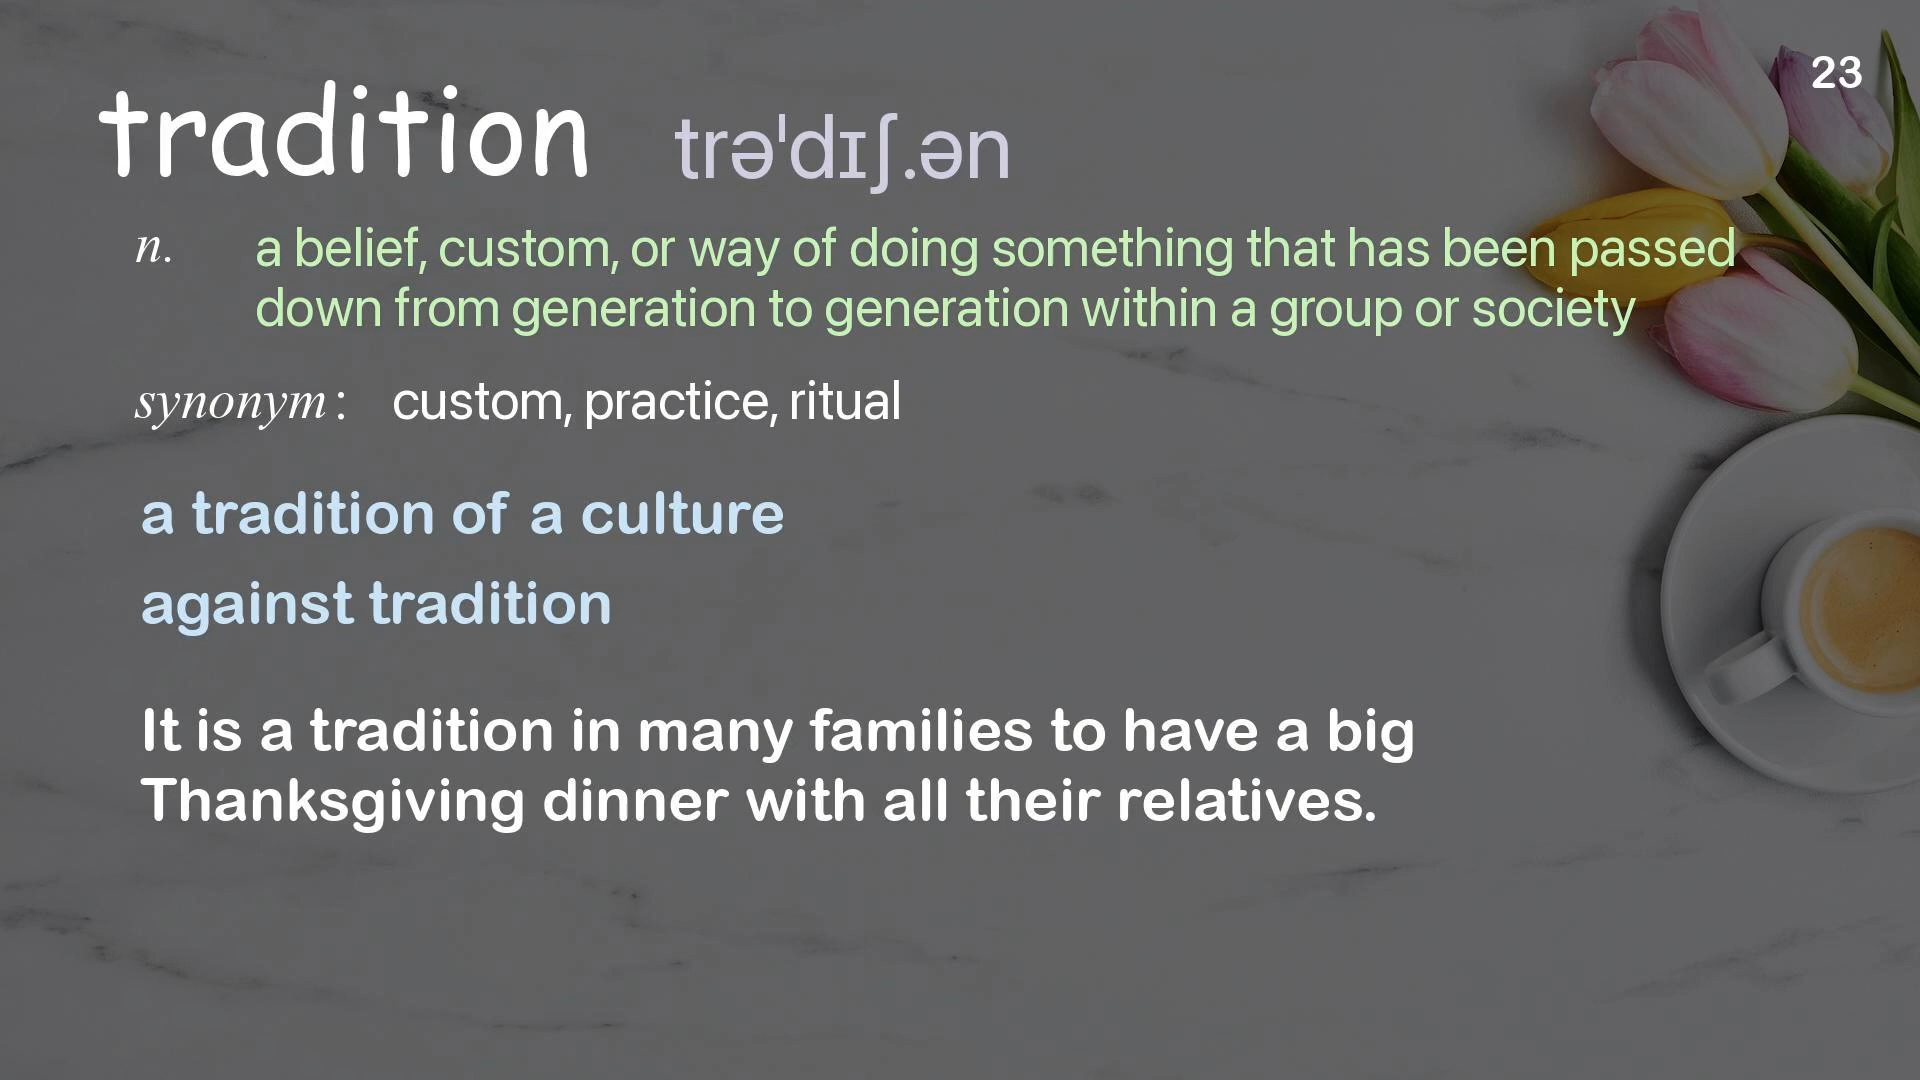 23
tradition trəˈdɪʃ.ən
n. a belief, custom, or way of doing something that has been passed
down from generation to generation within a group or society
synonym : custom, practice, ritual
a tradition of a culture
against tradition
It is a tradition in many families to have a big
Thanksgiving dinner with all their relatives.